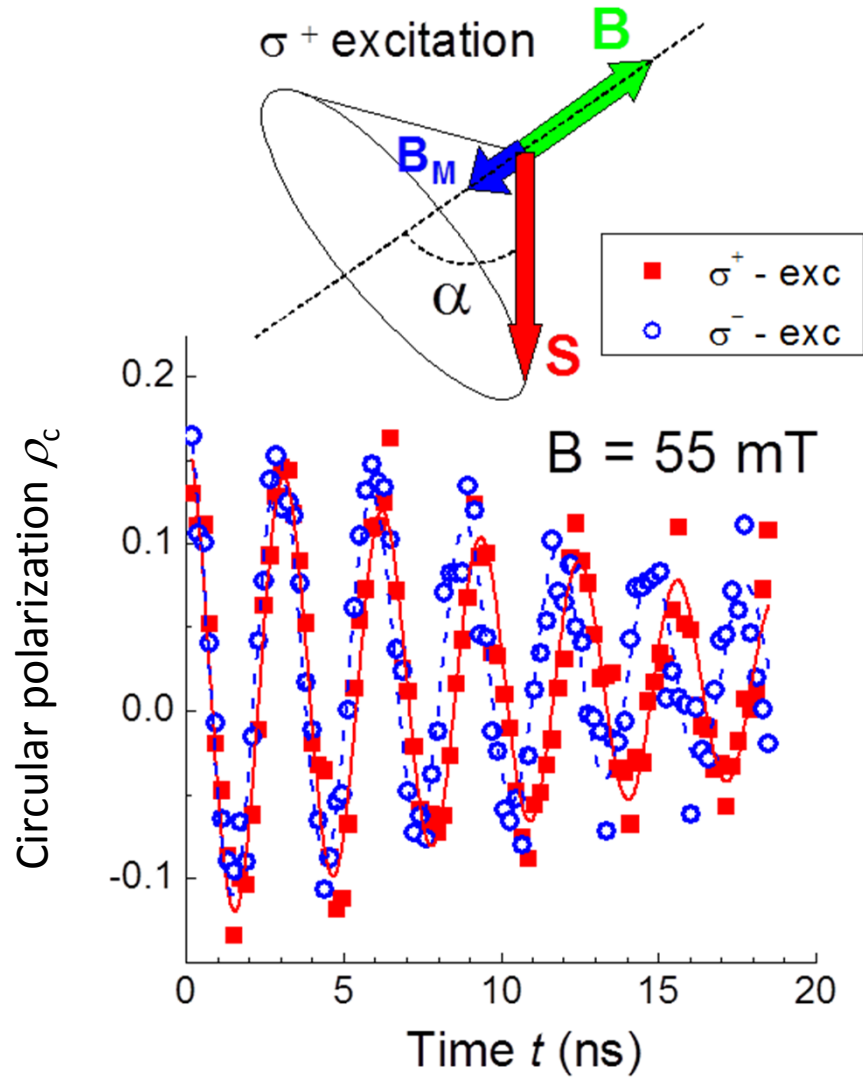 σ⁺ excitation
B
B_M
α
S
σ⁺ - exc
σ⁻ - exc
B = 55 mT
Circular polarization ρ_c
0.2
0.1
0.0
-0.1
0 5 10 15 20
Time t (ns)